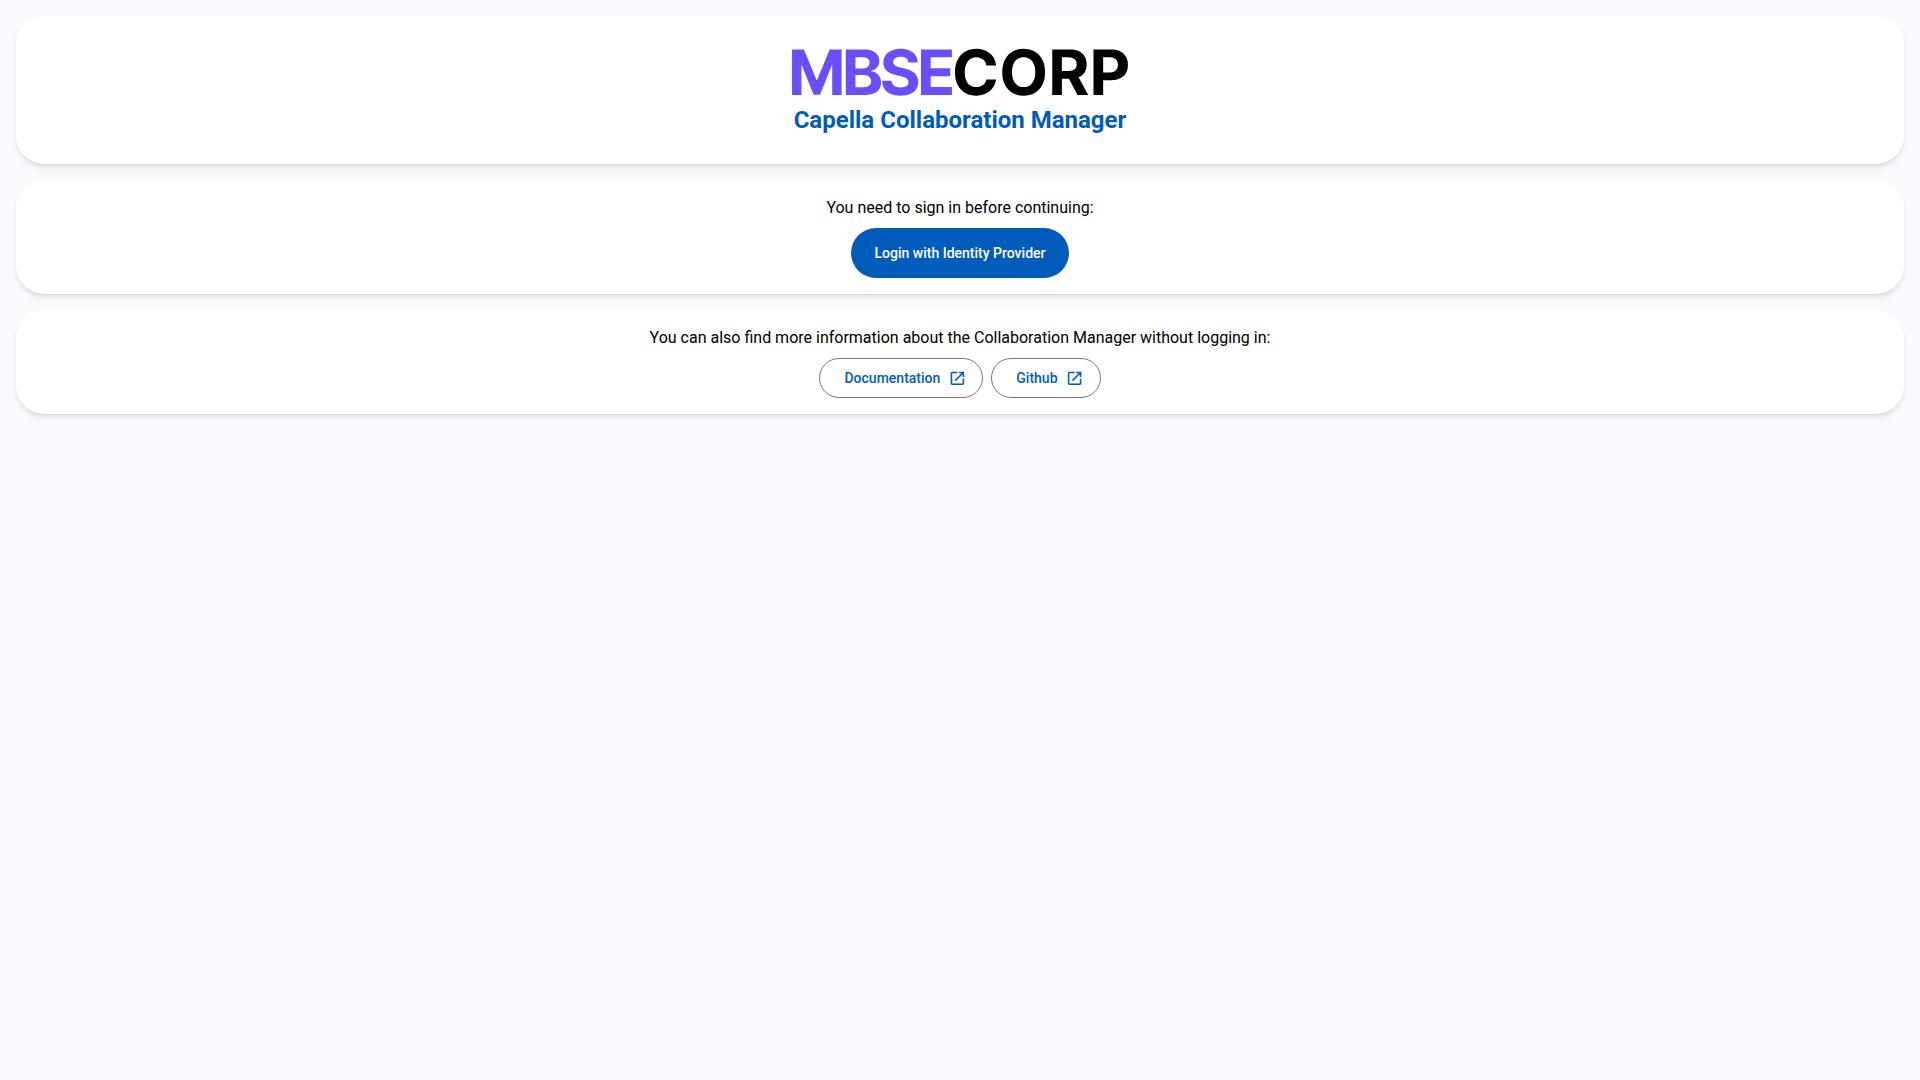 MBSECORP
Capella Collaboration Manager
You need to sign in before continuing:
Login with Identity Provider
You can also find more information about the Collaboration Manager without logging in:
Documentation
Github